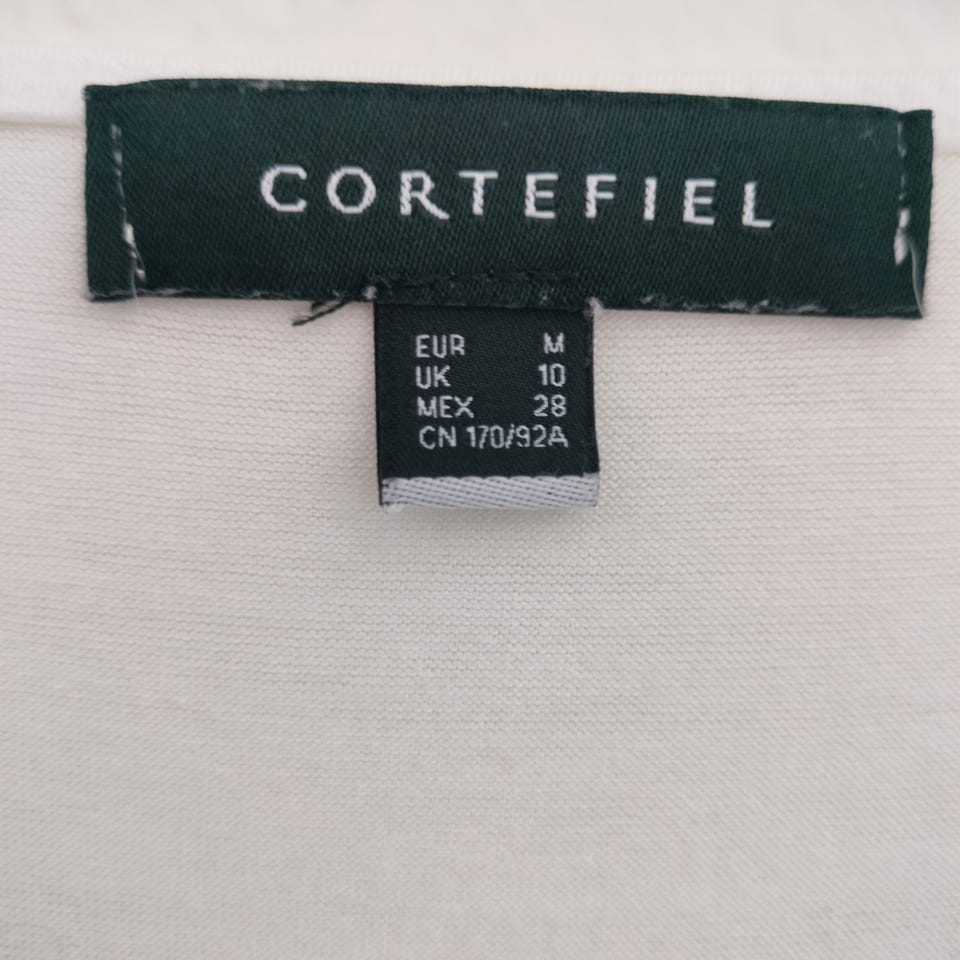 CORTEFIEL
EUR M
UK 10
MEX 28
CN 170/92A